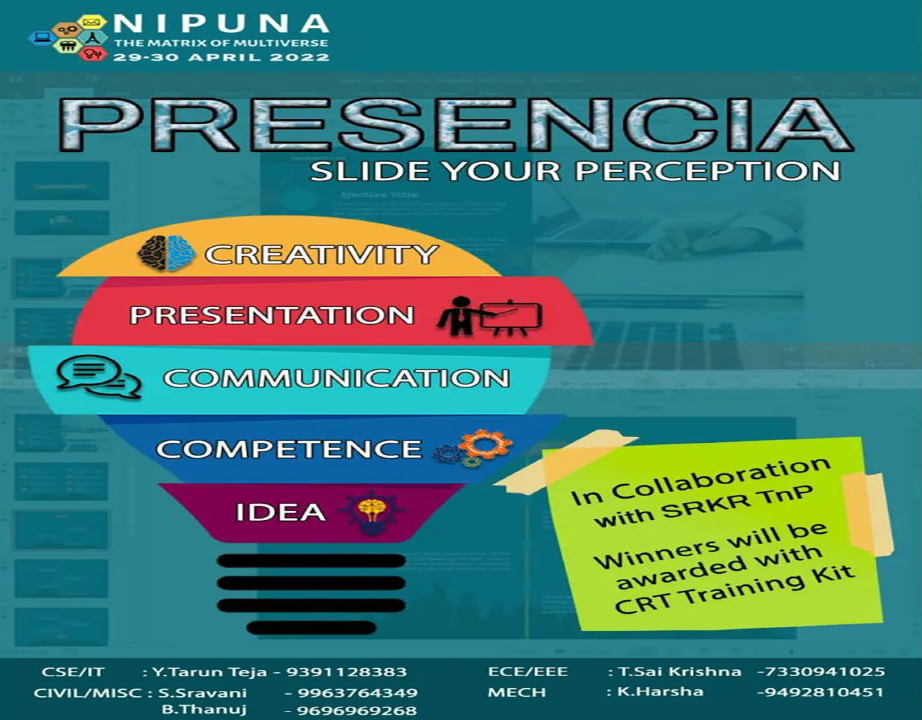 NIPUNA
THE MATRIX OF MULTIVERSE
29-30 APRIL 2022
PRESENCIA
SLIDE YOUR PERCEPTION
CREATIVITY
PRESENTATION
COMMUNICATION
COMPETENCE
IDEA
In Collaboration
with SRKR TnP
Winners will be
awarded with
CRT Training Kit
CSE/IT : Y.Tarun Teja - 9391128383
CIVIL/MISC : S.Sravani - 9963764349
B.Thanuj - 9696969268
ECE/EEE : T.Sai Krishna -7330941025
MECH : K.Harsha -9492810451